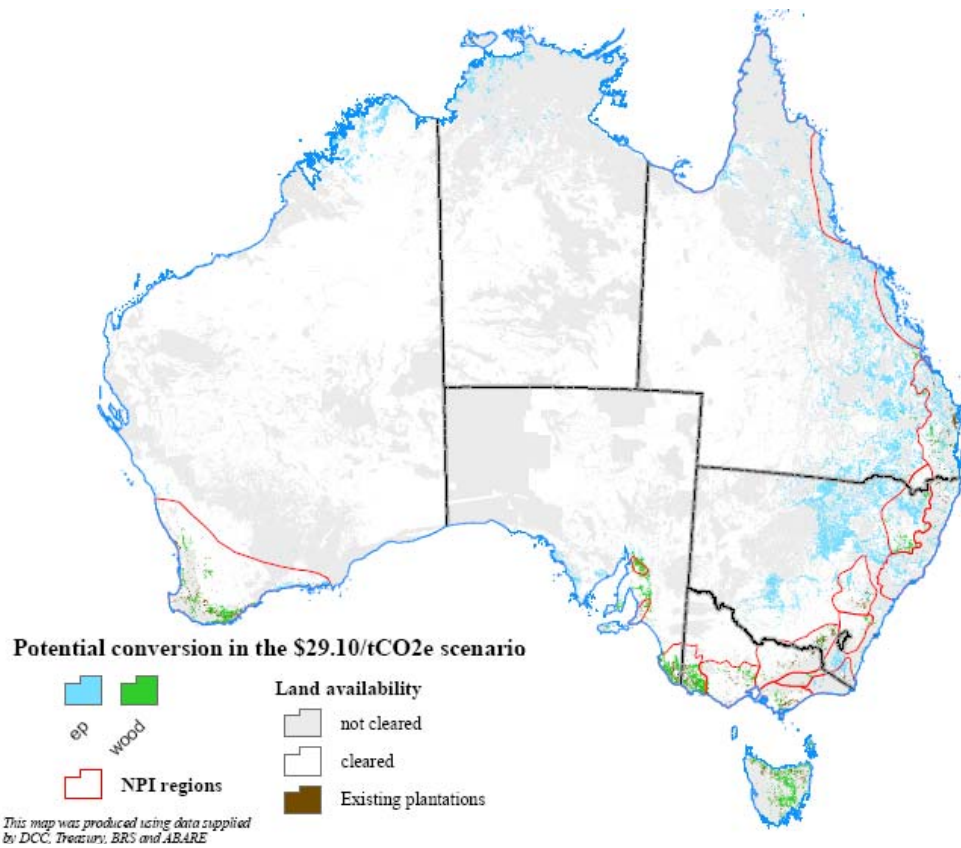 Potential conversion in the $29.10/tCO2e scenario
ep
wood
NPI regions
Land availability
not cleared
cleared
Existing plantations
This map was produced using data supplied
by DCC, Treasury, BRS and ABARE